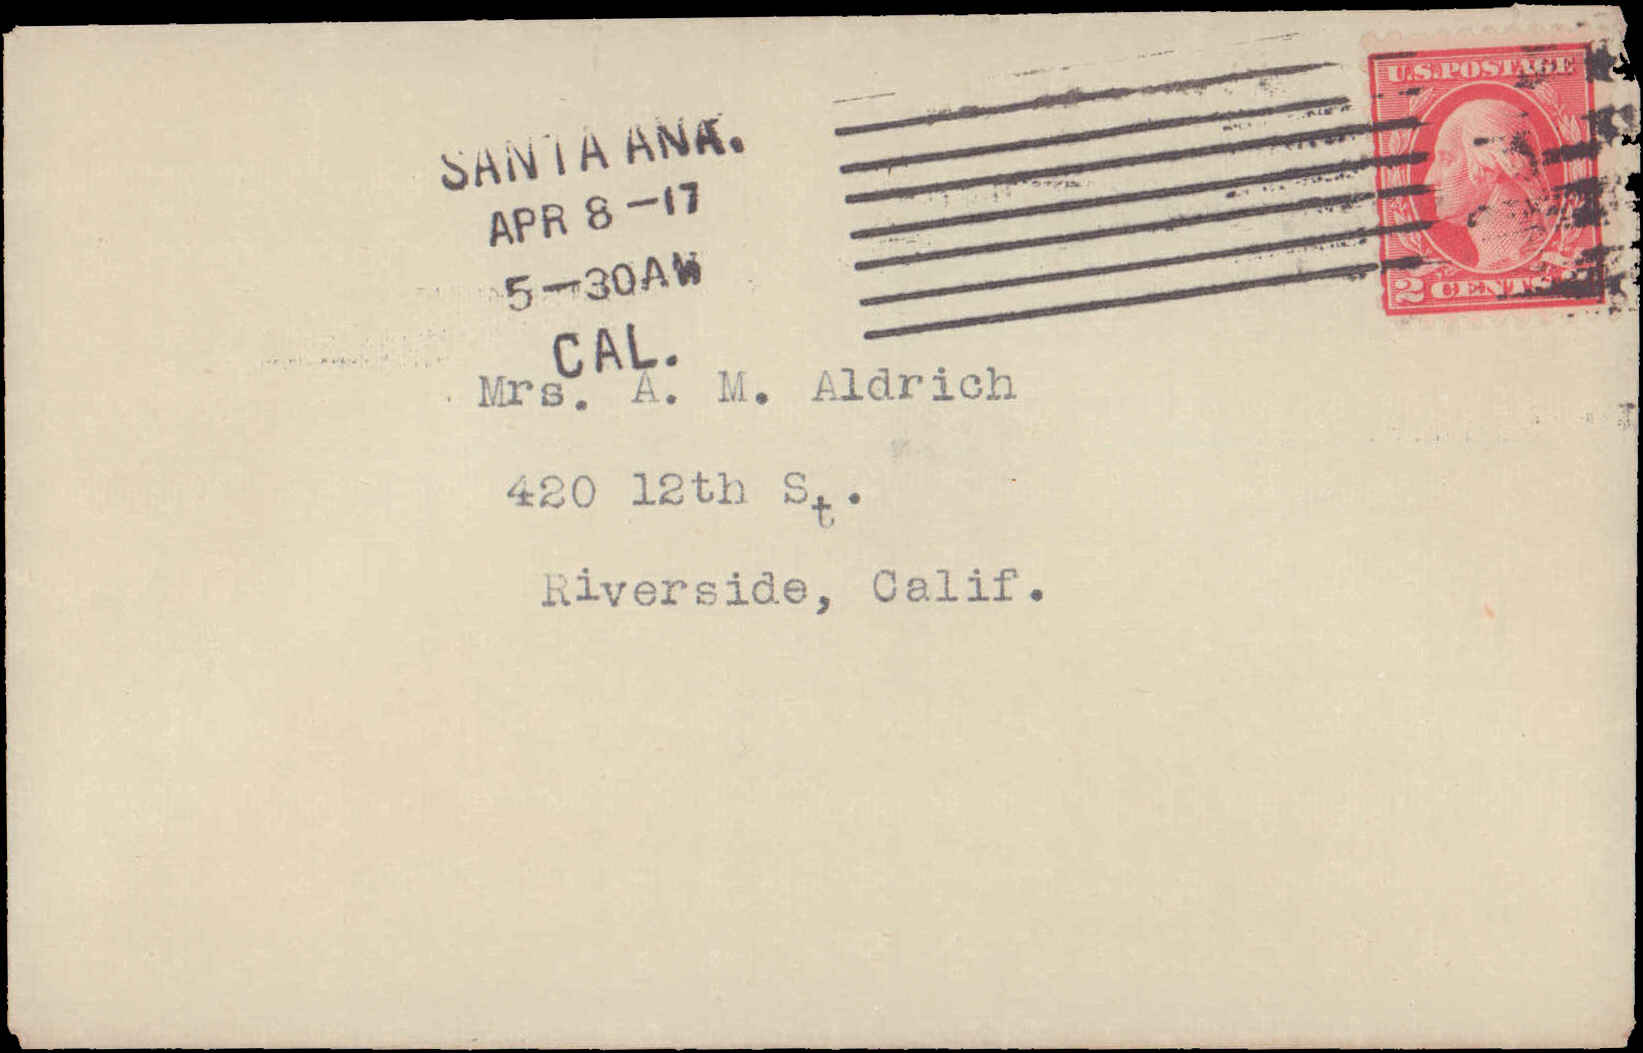 SANTA ANA.
APR 8-17
5-30AM
CAL.
U.S. POSTAGE
2 CENTS
Mrs. A. M. Aldrich
420 12th St.
Riverside, Calif.